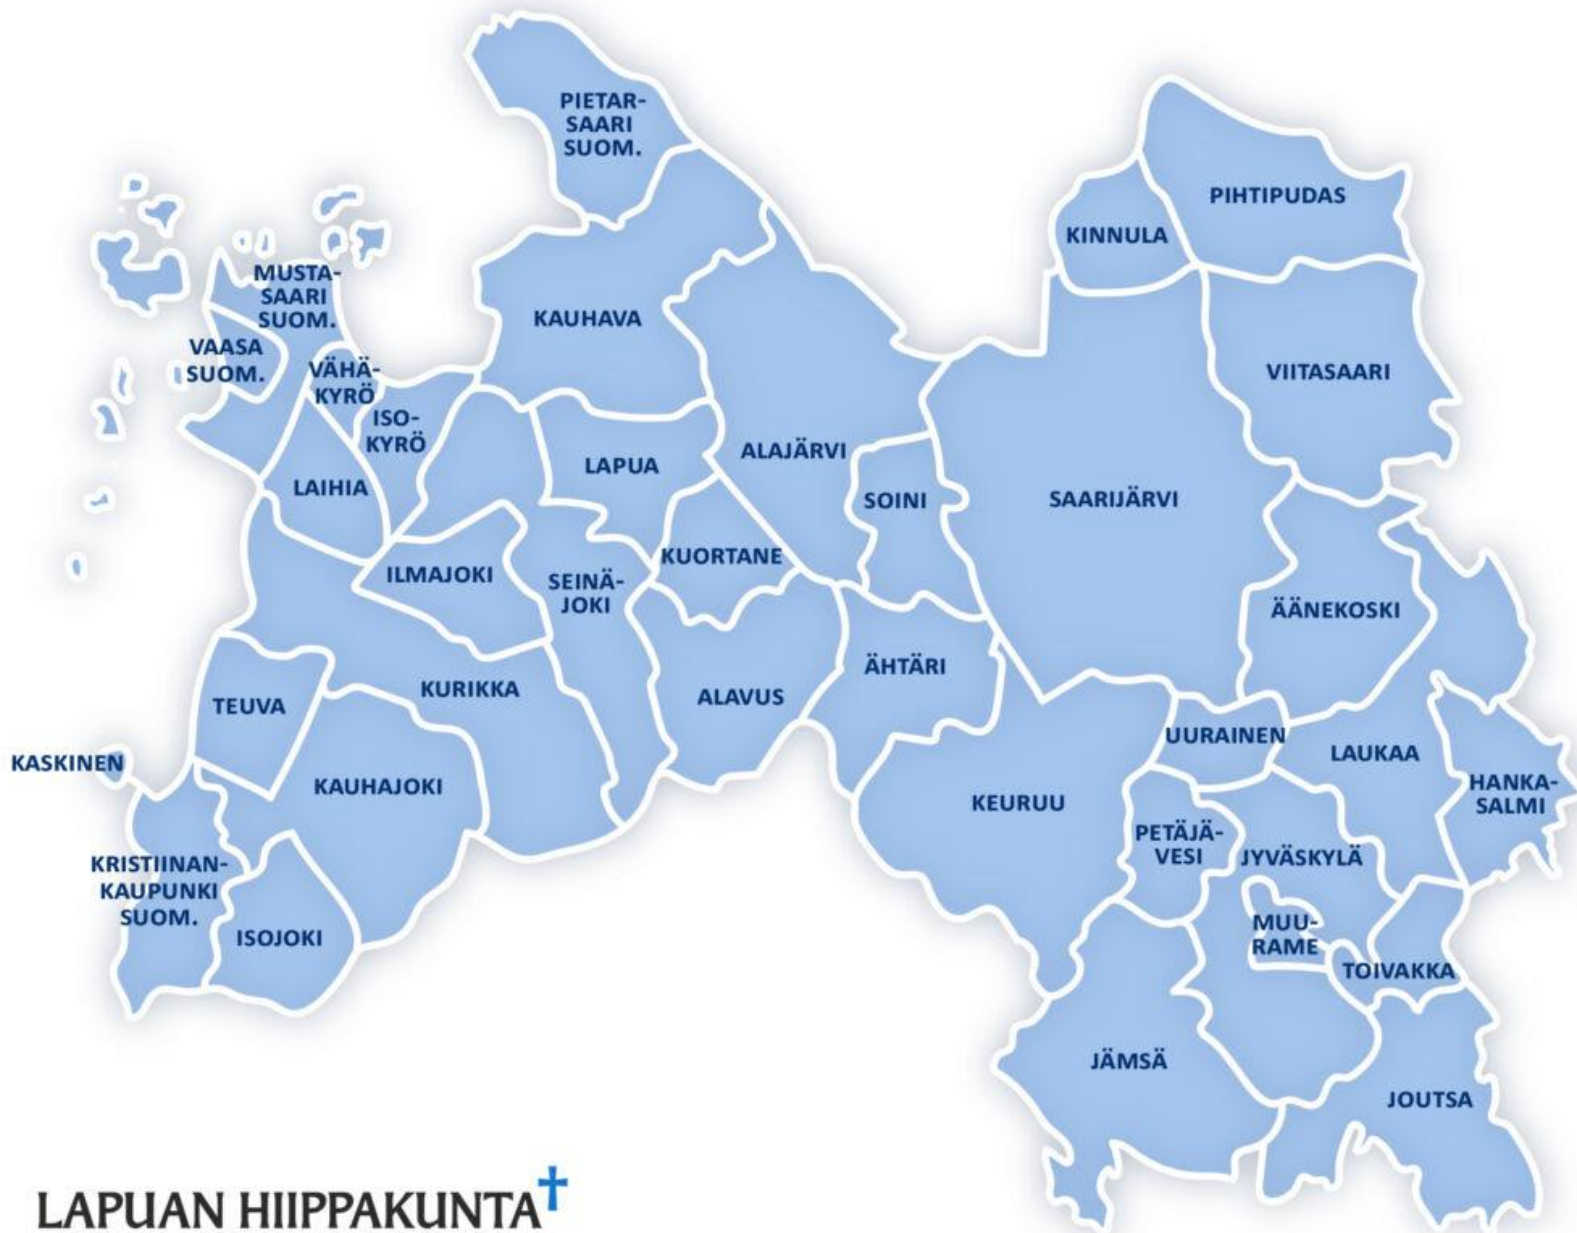 PIETAR-
SAARI
SUOM.
PIHTIPUDAS
KINNULA
MUSTA-
SAARI
SUOM.
KAUHAVA
VAASA
SUOM.
VÄHÄ-
KYRÖ
VIITASAARI
ISO-
KYRÖ
ALAJÄRVI
LAPUA
LAIHIA
SOINI
SAARIJÄRVI
KUORTANE
ILMAJOKI
SEINÄ-
JOKI
ÄÄNEKOSKI
ÄHTÄRI
KURIKKA
ALAVUS
TEUVA
UURAINEN
LAUKAA
KASKINEN
KAUHAJOKI
HANKA-
SALMI
KEURUU
PETÄJÄ-
VESI
JYVÄSKYLÄ
KRISTIINAN-
KAUPUNKI
SUOM.
ISOJOKI
MUU-
RAME
TOIVAKKA
JÄMSÄ
JOUTSA
LAPUAN HIIPPAKUNTA